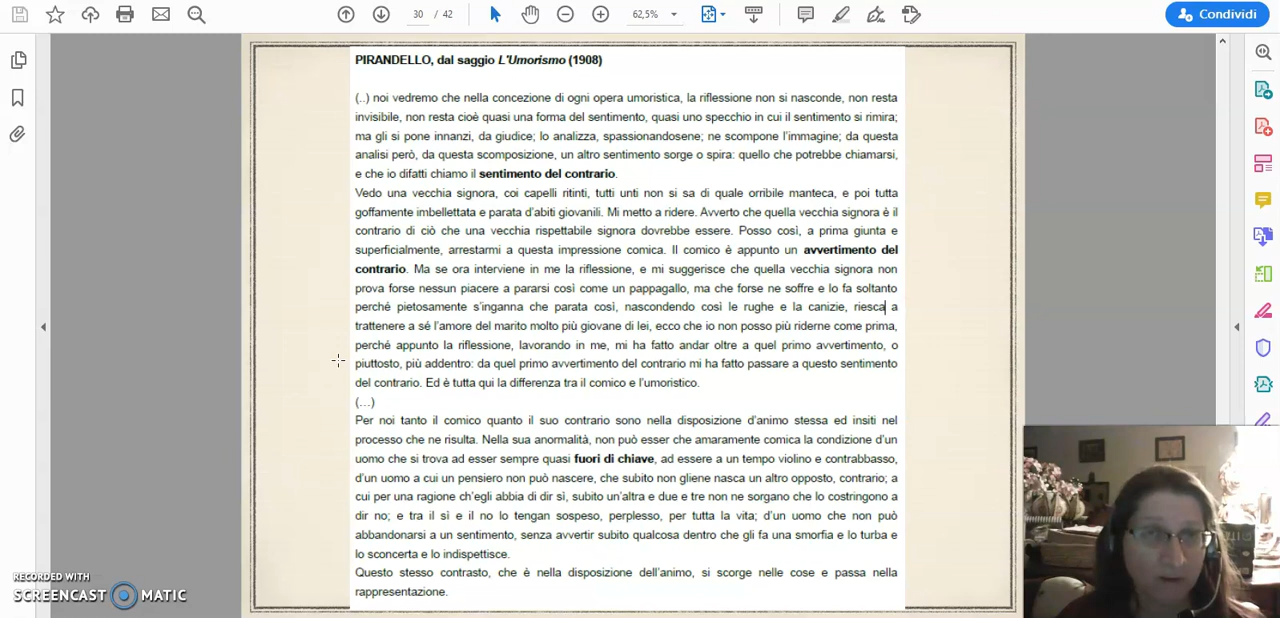 30 / 42
62,5%
Condividi
PIRANDELLO, dal saggio L'Umorismo (1908)
(..) noi vedremo che nella concezione di ogni opera umoristica, la riflessione non si nasconde, non resta
invisibile, non resta cioè quasi una forma del sentimento, quasi uno specchio in cui il sentimento si rimira;
ma gli si pone innanzi, da giudice; lo analizza, spassionandosene; ne scompone l'immagine; da questa
analisi però, da questa scomposizione, un altro sentimento sorge o spira: quello che potrebbe chiamarsi,
e che io difatti chiamo il sentimento del contrario.
Vedo una vecchia signora, coi capelli ritinti, tutti unti non si sa di quale orribile manteca, e poi tutta
goffamente imbellettata e parata d'abiti giovanili. Mi metto a ridere. Avverto che quella vecchia signora è il
contrario di ciò che una vecchia rispettabile signora dovrebbe essere. Posso così, a prima giunta e
superficialmente, arrestarmi a questa impressione comica. Il comico è appunto un avvertimento del
contrario. Ma se ora interviene in me la riflessione, e mi suggerisce che quella vecchia signora non
prova forse nessun piacere a pararsi così come un pappagallo, ma che forse ne soffre e lo fa soltanto
perché pietosamente s'inganna che parata così, nascondendo così le rughe e la canizie, riesca a
trattenere a sé l'amore del marito molto più giovane di lei, ecco che io non posso più riderne come prima,
perché appunto la riflessione, lavorando in me, mi ha fatto andar oltre a quel primo avvertimento, o
piuttosto, più addentro: da quel primo avvertimento del contrario mi ha fatto passare a questo sentimento
del contrario. Ed è tutta qui la differenza tra il comico e l'umoristico.
(…)
Per noi tanto il comico quanto il suo contrario sono nella disposizione d'animo stessa ed insiti nel
processo che ne risulta. Nella sua anormalità, non può esser che amaramente comica la condizione d'un
uomo che si trova ad esser sempre quasi fuori di chiave, ad essere a un tempo violino e contrabbasso,
d'un uomo a cui un pensiero non può nascere, che subito non gliene nasca un altro opposto, contrario; a
cui per una ragione ch'egli abbia di dir sì, subito un'altra e due e tre non ne sorgano che lo costringono a
dir no; e tra il sì e il no lo tengan sospeso, perplesso, per tutta la vita; d'un uomo che non può
abbandonarsi a un sentimento, senza avvertir subito qualcosa dentro che gli fa una smorfia e lo turba e
lo sconcerta e lo indispettisce.
Questo stesso contrasto, che è nella disposizione dell'animo, si scorge nelle cose e passa nella
rappresentazione.
RECORDED WITH
SCREENCAST MATIC